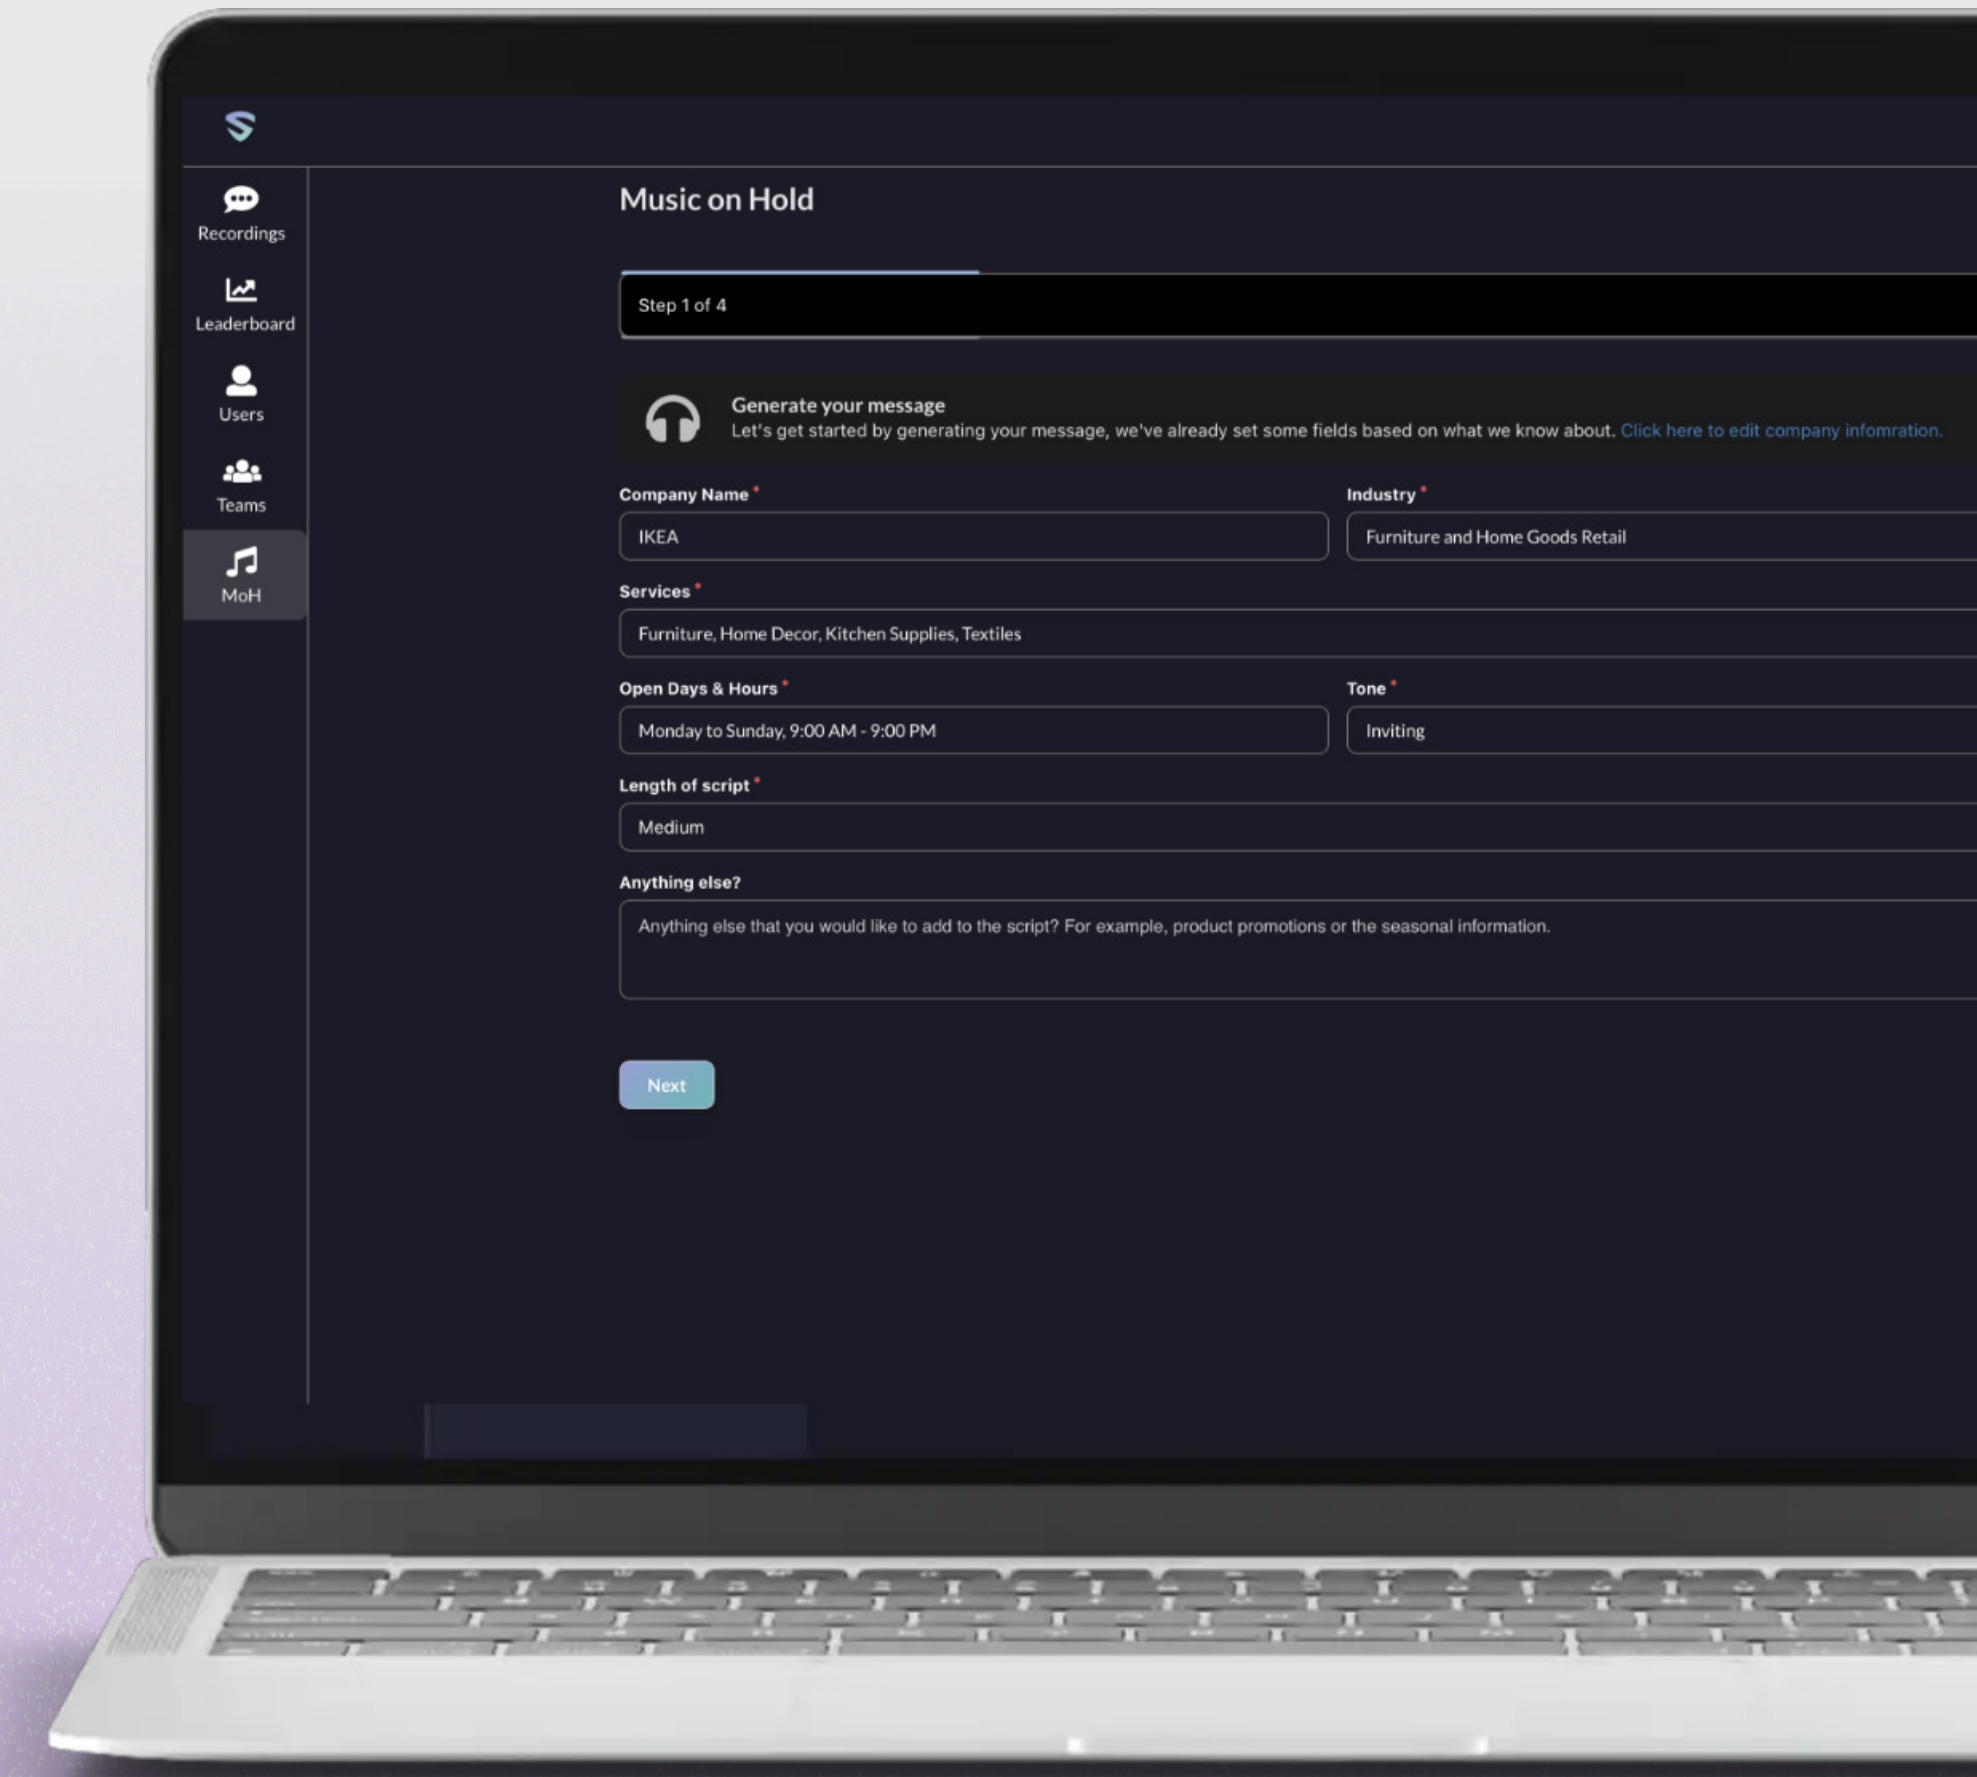 Recordings
Leaderboard
Users
Teams
MoH
Music on Hold
Step 1 of 4
Generate your message
Let's get started by generating your message, we've already set some fields based on what we know about. Click here to edit company infomration.
Company Name *
Industry *
IKEA
Furniture and Home Goods Retail
Services *
Furniture, Home Decor, Kitchen Supplies, Textiles
Open Days & Hours *
Tone *
Monday to Sunday, 9:00 AM - 9:00 PM
Inviting
Length of script *
Medium
Anything else?
Anything else that you would like to add to the script? For example, product promotions or the seasonal information.
Next